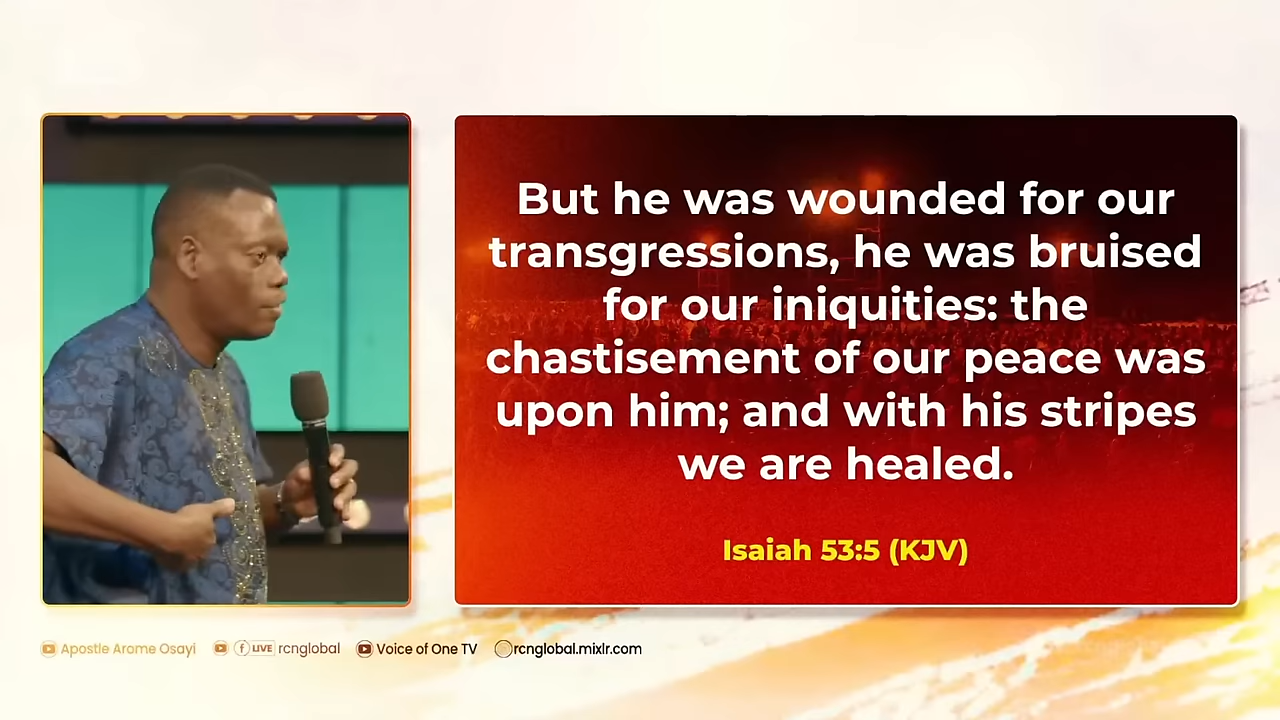 But he was wounded for our
transgressions, he was bruised
for our iniquities: the
chastisement of our peace was
upon him; and with his stripes
we are healed.
Isaiah 53:5 (KJV)
Apostle Arome Osayi LIVE rcnglobal Voice of One TV rcnglobal.mixlr.com